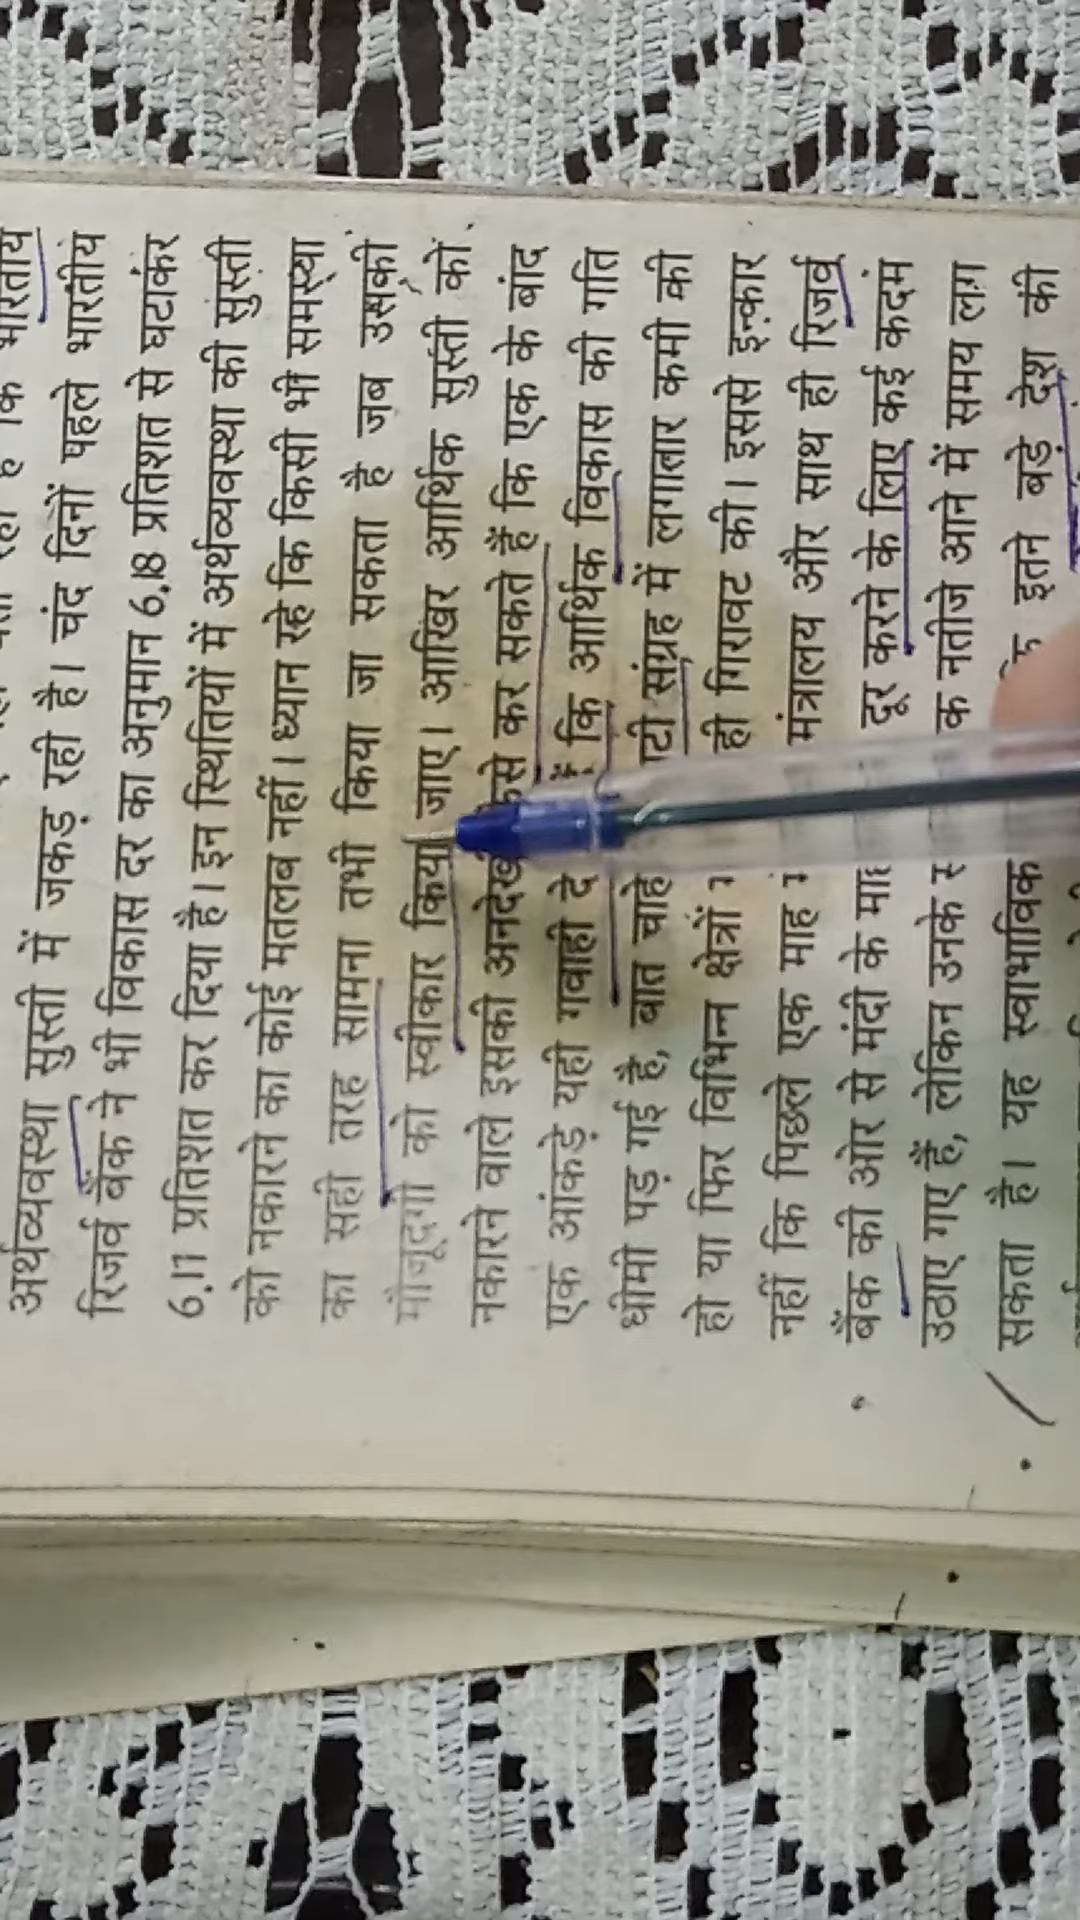 भारतीय
अर्थव्यवस्था सुस्ती में जकड़ रही है। चंद दिनों पहले भारतीय
रिजर्व बैंक ने भी विकास दर का अनुमान 6.18 प्रतिशत से घटाकर
6.11 प्रतिशत कर दिया है। इन स्थितियों में अर्थव्यवस्था की सुस्ती
को नकारने का कोई मतलब नहीं। ध्यान रहे कि किसी भी समस्या
का सही तरह सामना तभी किया जा सकता है जब उसकी
मौजूदगी को स्वीकार किया जाए। आखिर आर्थिक सुस्ती को
नकारने वाले इसकी कर सकते हैं कि एक के बाद
एक आंकड़े यही गवाही दे हैं कि आर्थिक विकास की गति
धीमी पड़ गई है, बात चाहे संग्रह में लगालार कमी की
हो या फिर विभिन्न क्षेत्रों ही गिरावट की। इससे इन्कार
नहीं कि पिछले एक माह मंत्रालय और साथ ही रिजर्व
बैंक की ओर से मंदी के दूर करने के लिए कई कदम
उठाए गए हैं, लेकिन उनके क नतीजे आने में समय लग
सकता है। यह स्वाभाविक इतने बड़े देश की